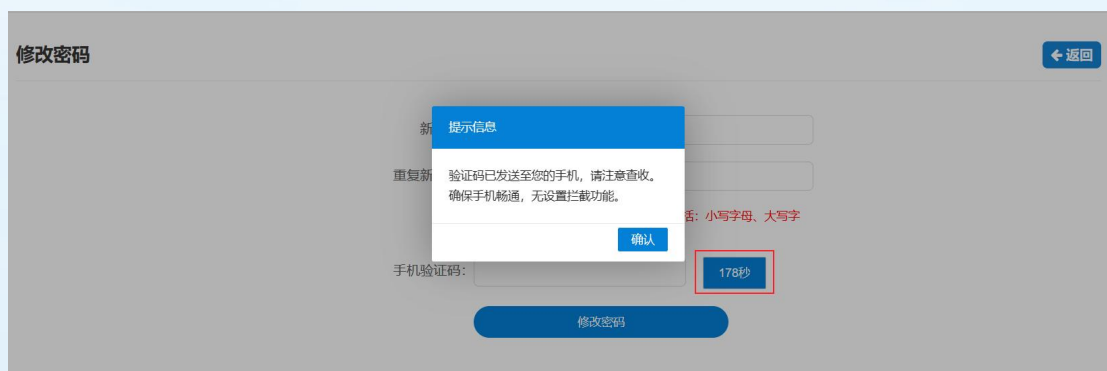 修改密码
返回
新
提示信息
重复新
验证码已发送至您的手机，请注意查收。
确保手机畅通，无设置拦截功能。
括：小写字母、大写字
确认
手机验证码：
178秒
修改密码